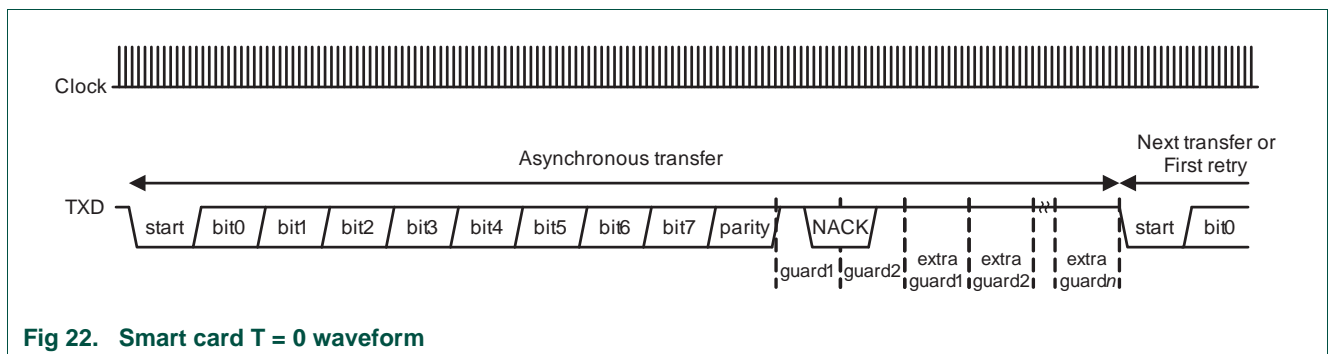 Clock
Asynchronous transfer
Next transfer or
First retry
TXD
start bit0 bit1 bit2 bit3 bit4 bit5 bit6 bit7 parity NACK start bit0
guard1 guard2 extra guard1 extra guard2 extra guardn
Fig 22. Smart card T = 0 waveform